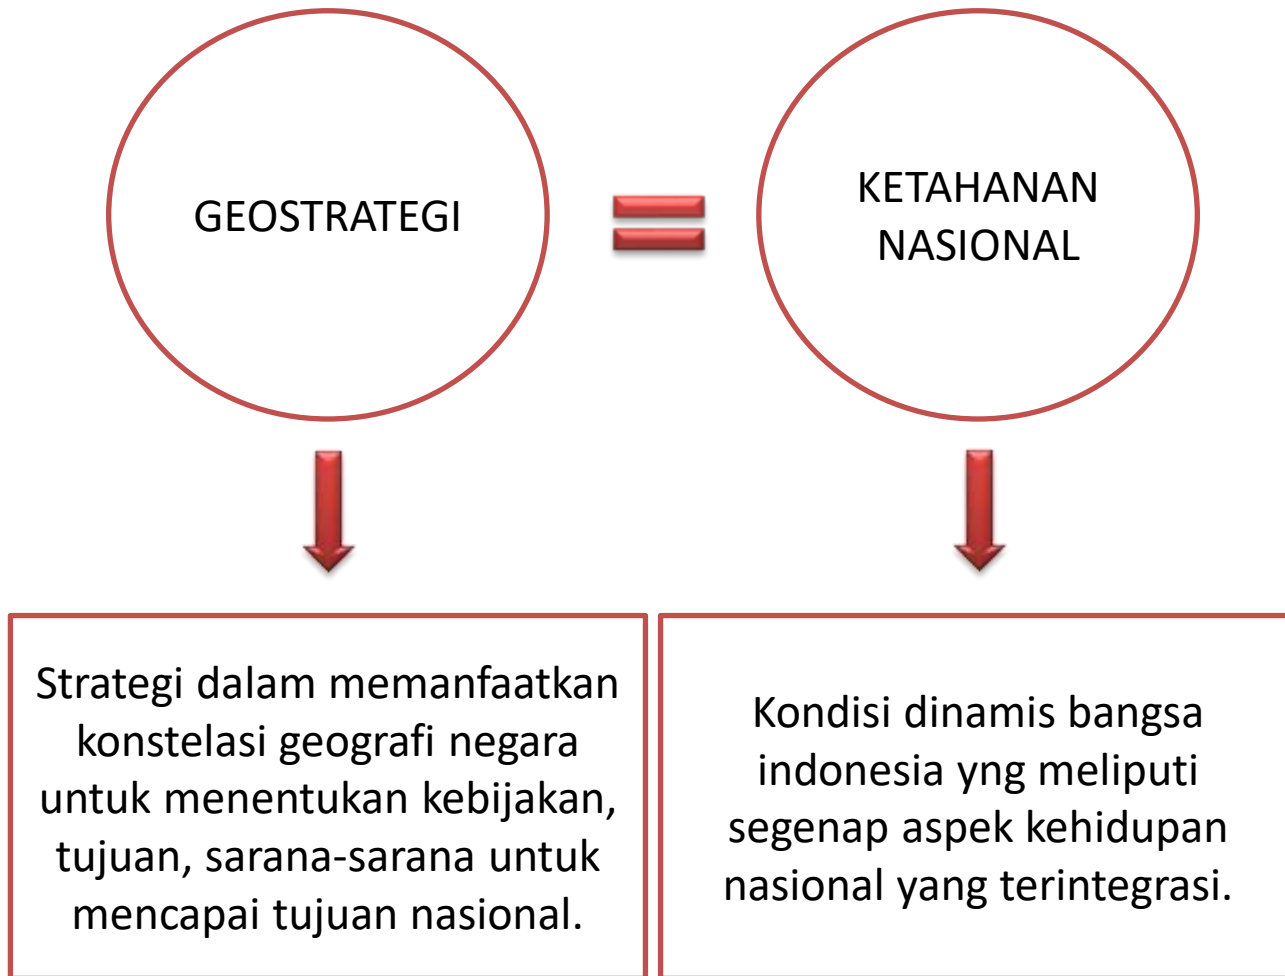 GEOSTRATEGI
KETAHANAN
NASIONAL
Strategi dalam memanfaatkan
konstelasi geografi negara
untuk menentukan kebijakan,
tujuan, sarana-sarana untuk
mencapai tujuan nasional.
Kondisi dinamis bangsa
indonesia yng meliputi
segenap aspek kehidupan
nasional yang terintegrasi.